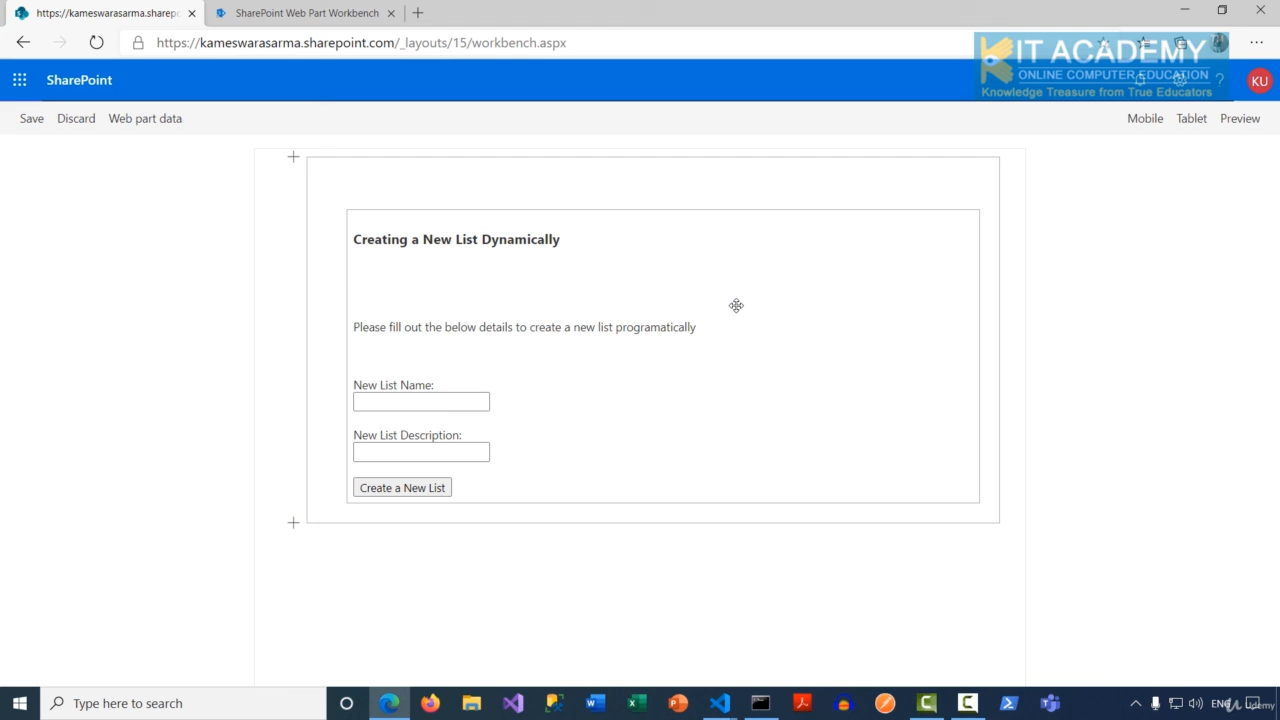 https://kameswarasarma.sharepo
SharePoint Web Part Workbench
https://kameswarasarma.sharepoint.com/_layouts/15/workbench.aspx
KIT ACADEMY
ONLINE COMPUTER EDUCATION
Knowledge Treasure from True Educators
SharePoint
KU
Save Discard Web part data
Mobile Tablet Preview
Creating a New List Dynamically
Please fill out the below details to create a new list programatically
New List Name:
New List Description:
Create a New List
Type here to search
ENG
Udemy